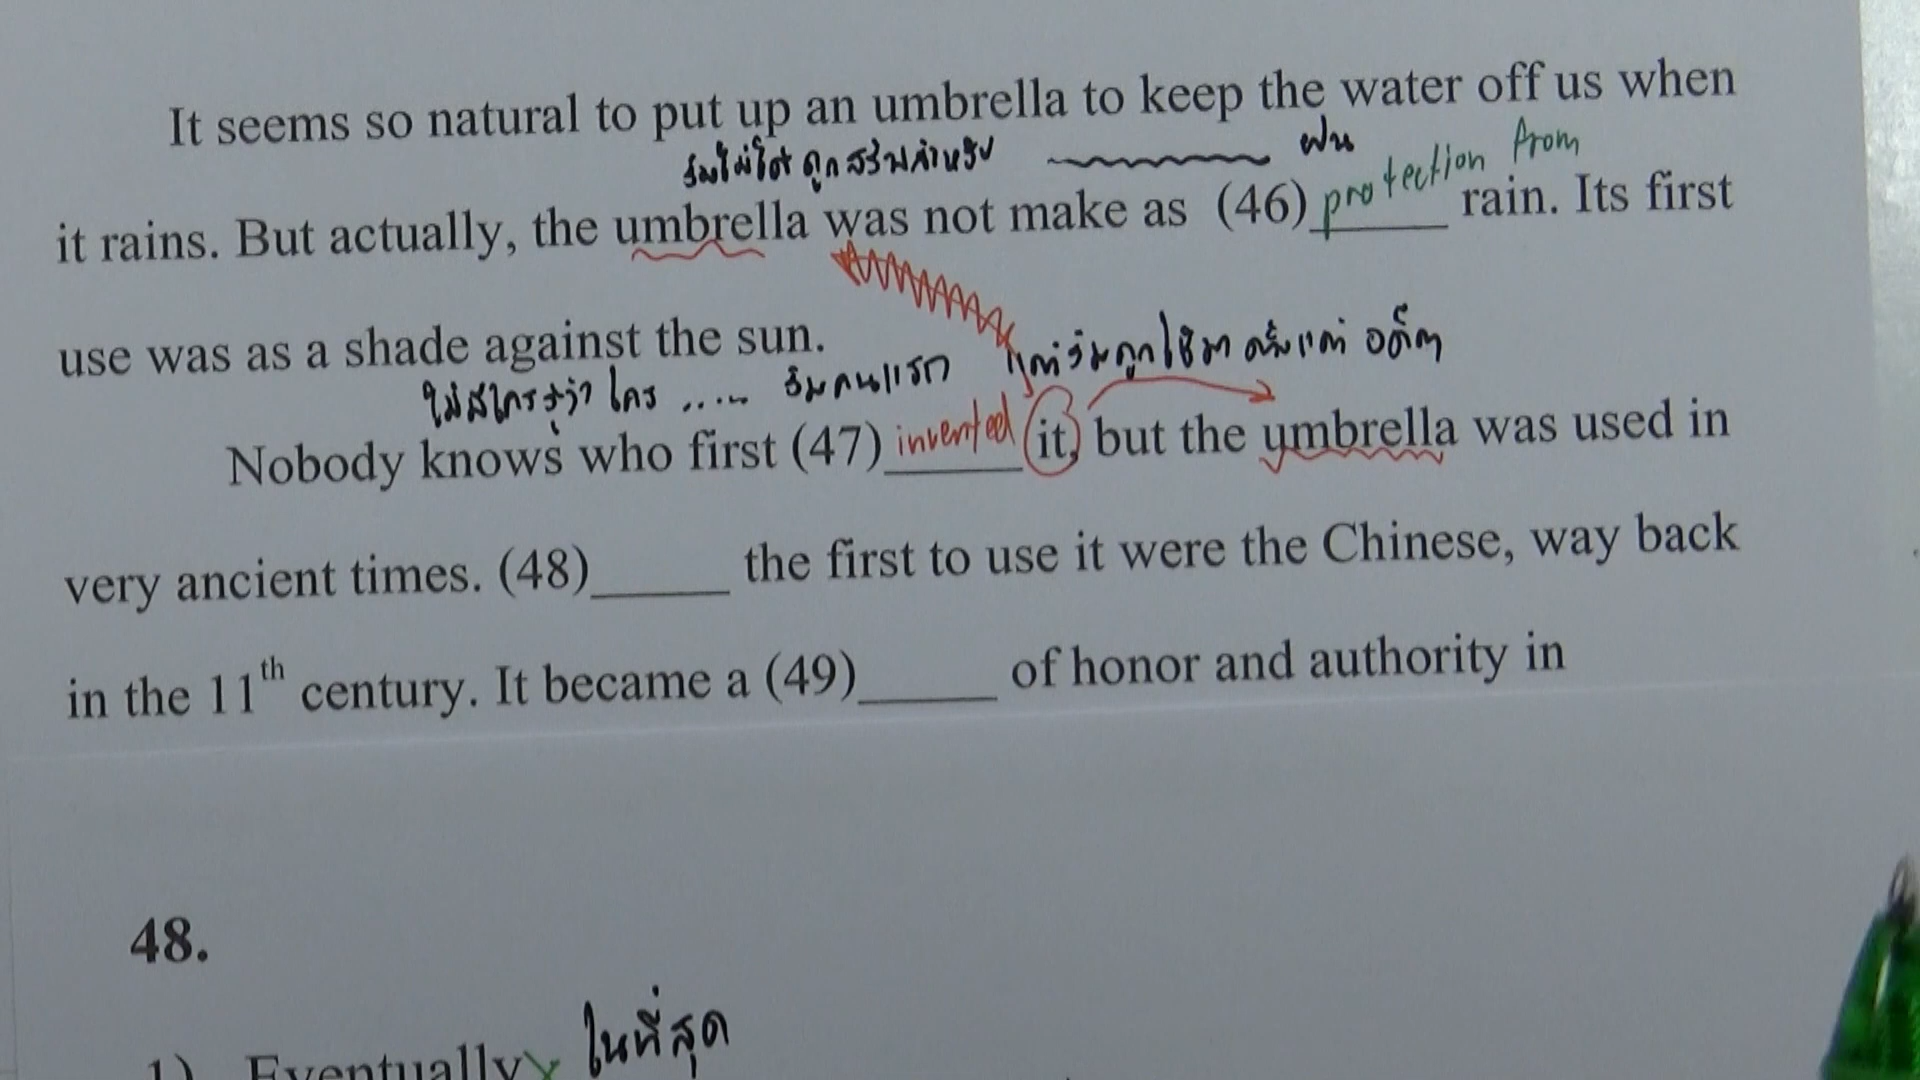 It seems so natural to put up an umbrella to keep the water off us when
ร่มไม่ได้ ถูกสร้างสำหรับ ฝน protection from
it rains. But actually, the umbrella was not make as (46)______ rain. Its first
use was as a shade against the sun.
แต่ร่มถูกใช้มา ตั้งแต่ อดีตๆ
ไม่มีใครรู้ว่า ใคร ..... ร่มคนแรก
Nobody knows who first (47) invented it, but the umbrella was used in
very ancient times. (48)______ the first to use it were the Chinese, way back
in the 11th century. It became a (49)______ of honor and authority in
48.
1) Eventually ในที่สุด